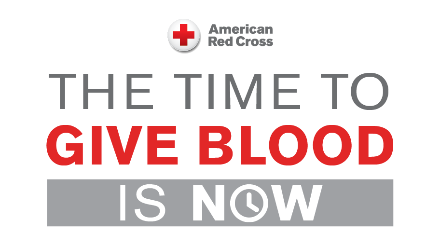 American
Red Cross
THE TIME TO
GIVE BLOOD
IS NOW